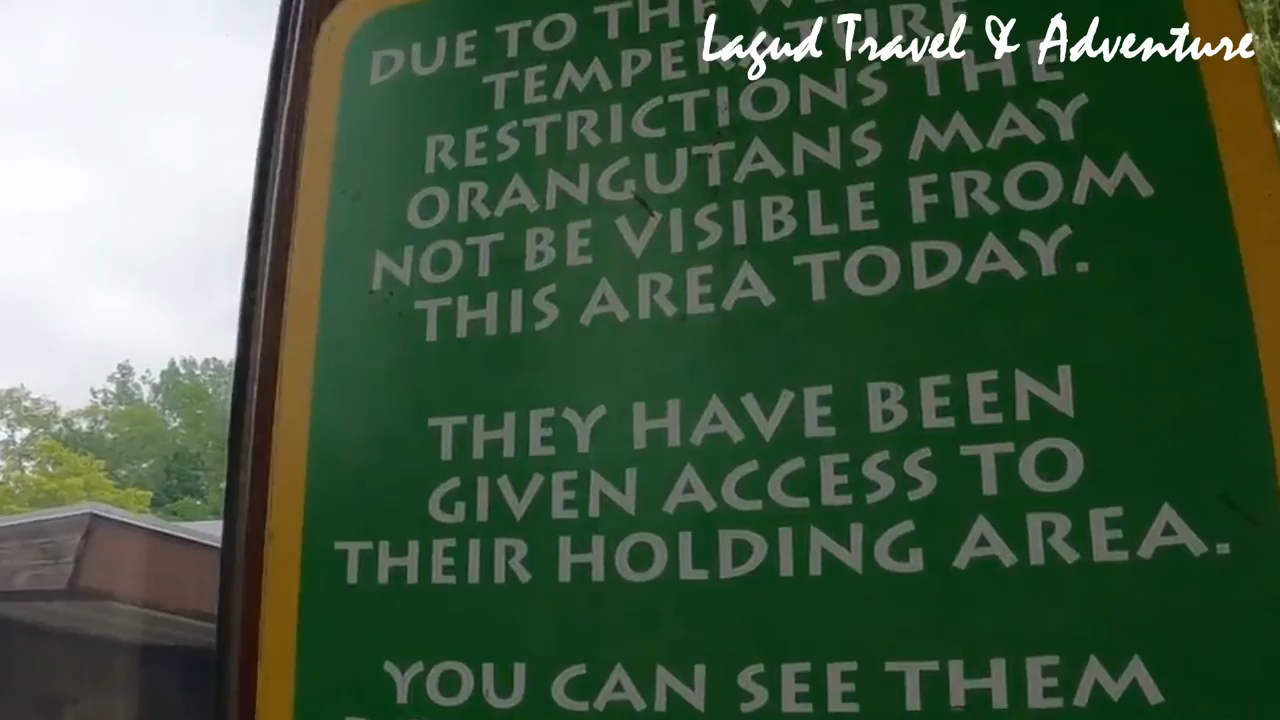 Lagud Travel & Adventure
DUE TO THE
TEMPERATURE
RESTRICTIONS THE
ORANGUTANS MAY
NOT BE VISIBLE FROM
THIS AREA TODAY.
THEY HAVE BEEN
GIVEN ACCESS TO
THEIR HOLDING AREA.
YOU CAN SEE THEM